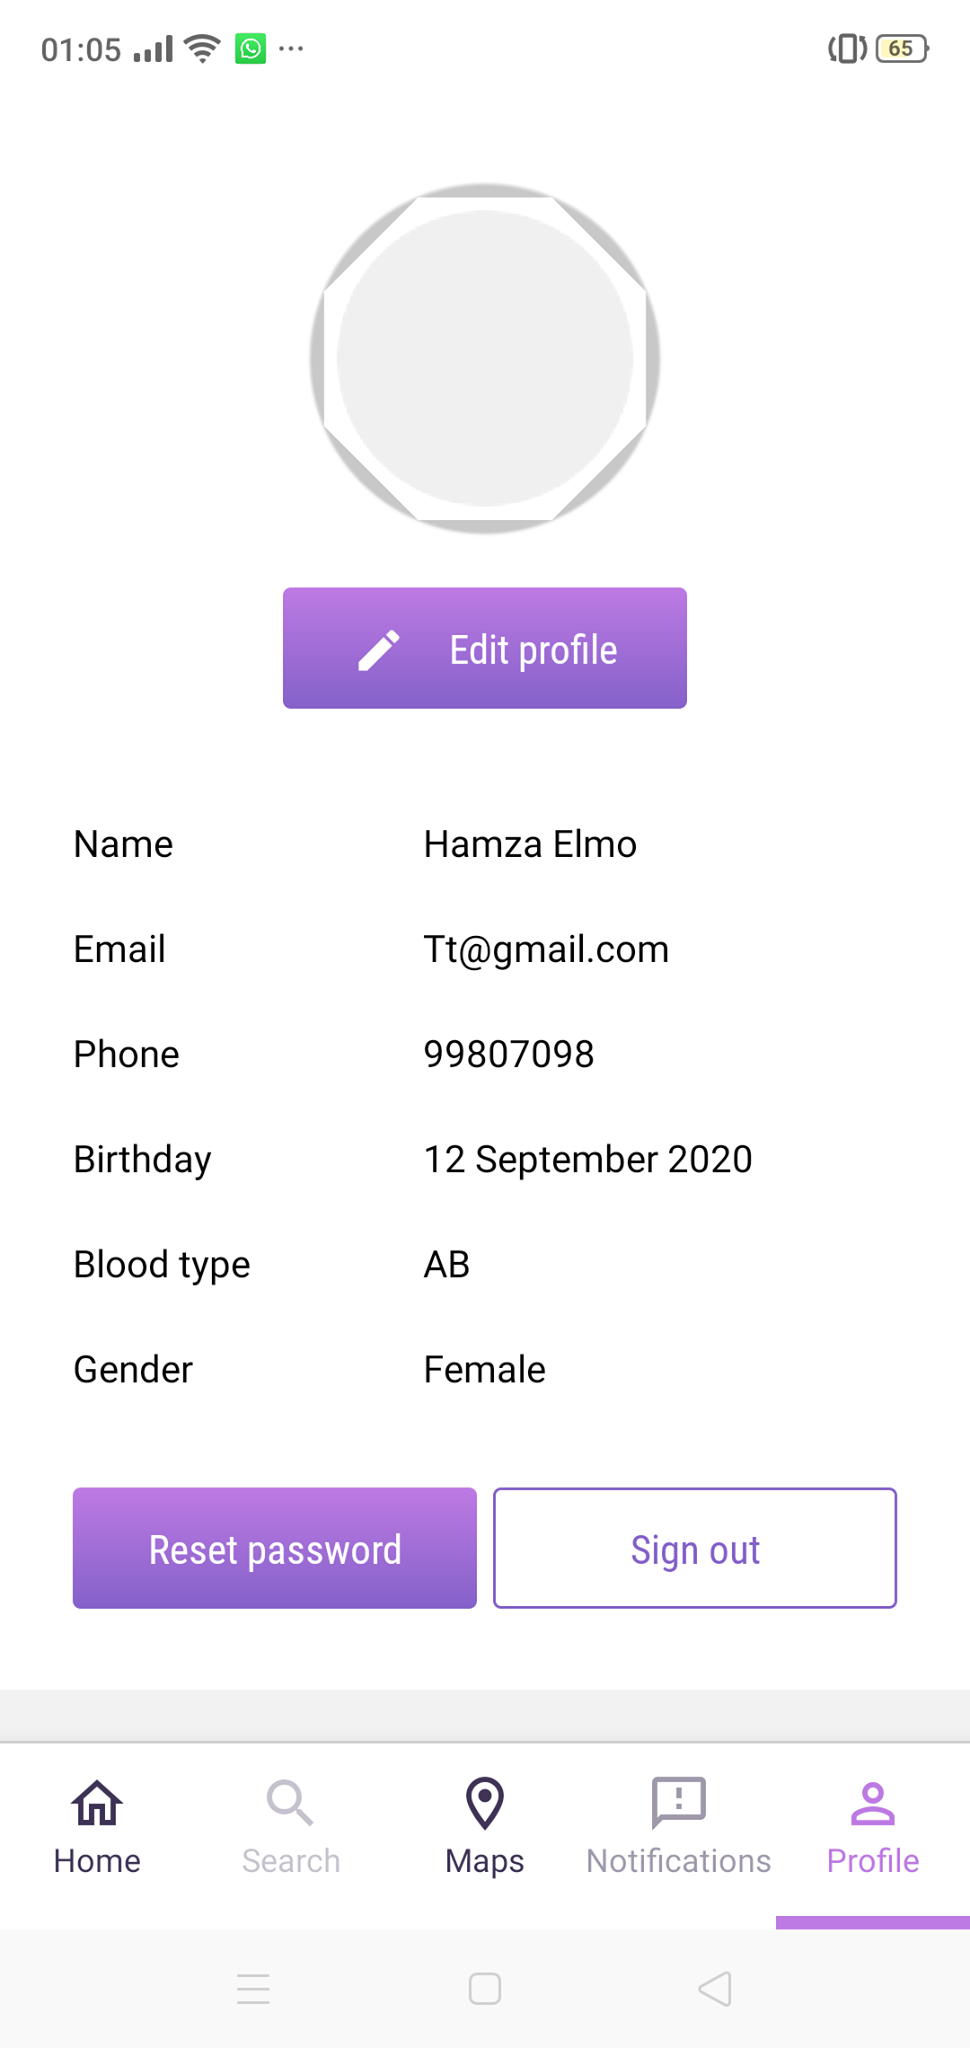 01:05 ... 65
Edit profile
Name Hamza Elmo
Email Tt@gmail.com
Phone 99807098
Birthday 12 September 2020
Blood type AB
Gender Female
Reset password Sign out
Home Search Maps Notifications Profile